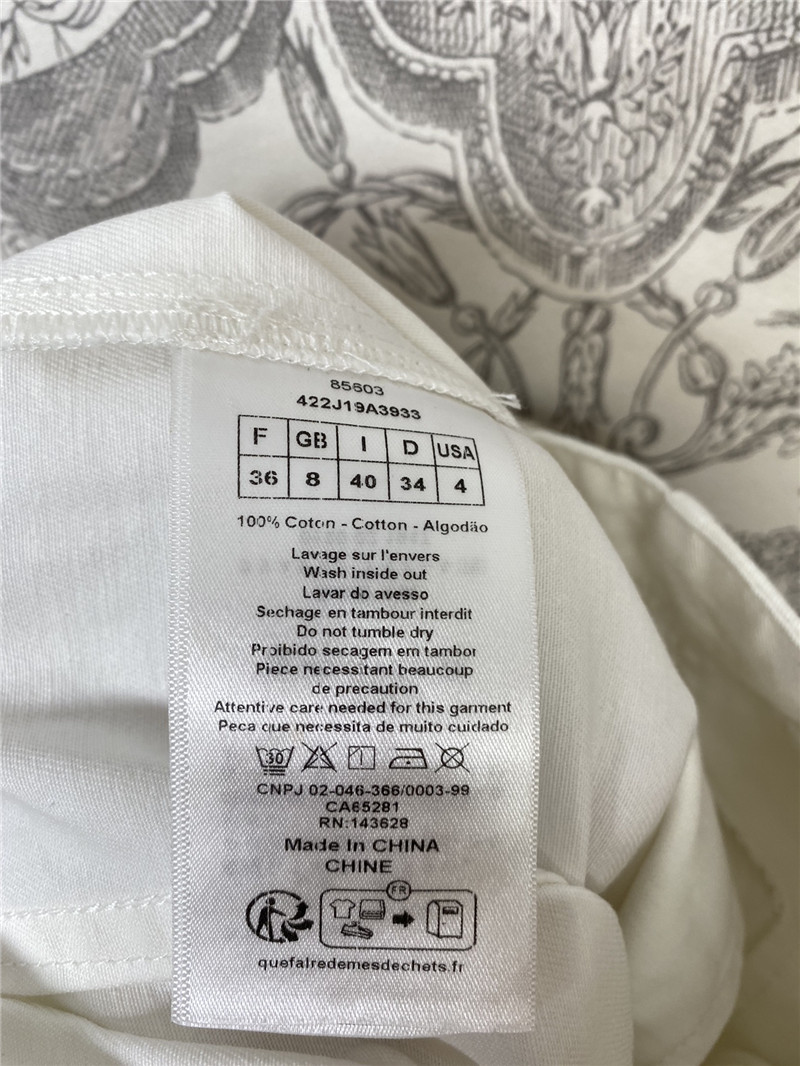 85603
422J19A3933
F GB I D USA
36 8 40 34 4
100% Coton - Cotton - Algodão
Lavage sur l'envers
Wash inside out
Lavar do avesso
Sechage en tambour interdit
Do not tumble dry
Proibido secagem em tambor
Piece necessitant beaucoup
de precaution
Attentive care needed for this garment
Peca que necessita de muito cuidado
30
CNPJ 02-046-366/0003-99
CA65281
RN:143628
Made In CHINA
CHINE
FR
quefairedemesdechets.fr